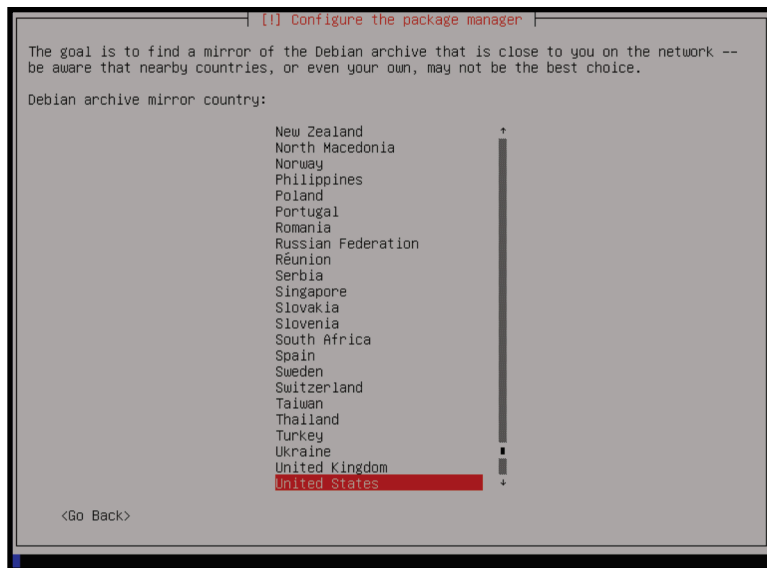 [!] Configure the package manager
The goal is to find a mirror of the Debian archive that is close to you on the network --
be aware that nearby countries, or even your own, may not be the best choice.
Debian archive mirror country:
New Zealand
North Macedonia
Norway
Philippines
Poland
Portugal
Romania
Russian Federation
Réunion
Serbia
Singapore
Slovakia
Slovenia
South Africa
Spain
Sweden
Switzerland
Taiwan
Thailand
Turkey
Ukraine
United Kingdom
United States
<Go Back>